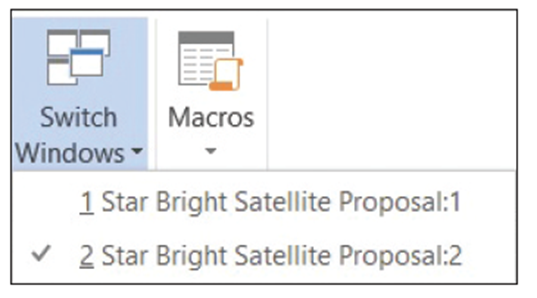 Switch
Windows
Macros
1 Star Bright Satellite Proposal:1
2 Star Bright Satellite Proposal:2